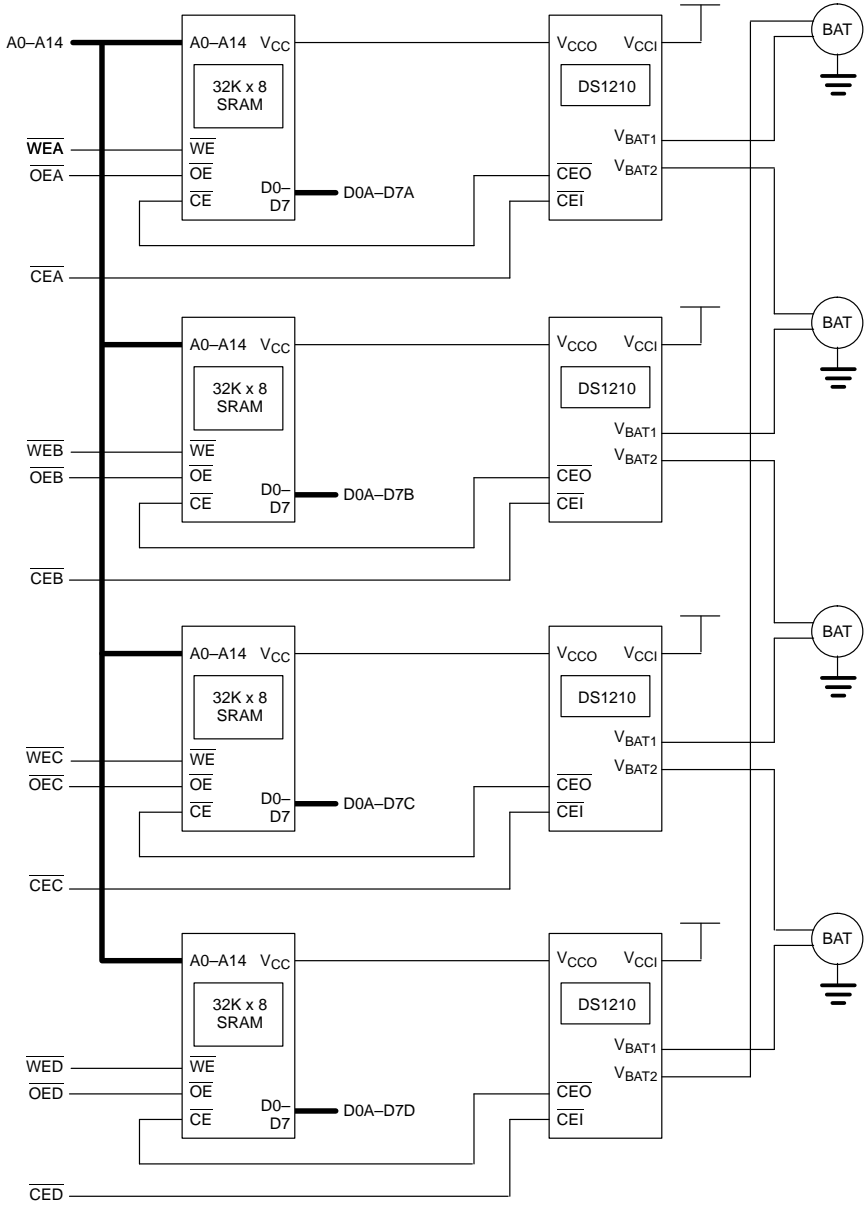 A0–A14
A0–A14 VCC
32K x 8
SRAM
WEA
WE
OEA
OE
CE
D0–
D7
D0A–D7A
CEA
VCCO VCCI
DS1210
VBAT1
VBAT2
CEO
CEI
BAT
A0–A14 VCC
32K x 8
SRAM
WEB
WE
OEB
OE
CE
D0–
D7
D0A–D7B
CEB
VCCO VCCI
DS1210
VBAT1
VBAT2
CEO
CEI
BAT
A0–A14 VCC
32K x 8
SRAM
WEC
WE
OEC
OE
CE
D0–
D7
D0A–D7C
CEC
VCCO VCCI
DS1210
VBAT1
VBAT2
CEO
CEI
BAT
A0–A14 VCC
32K x 8
SRAM
WED
WE
OED
OE
CE
D0–
D7
D0A–D7D
CED
VCCO VCCI
DS1210
VBAT1
VBAT2
CEO
CEI
BAT